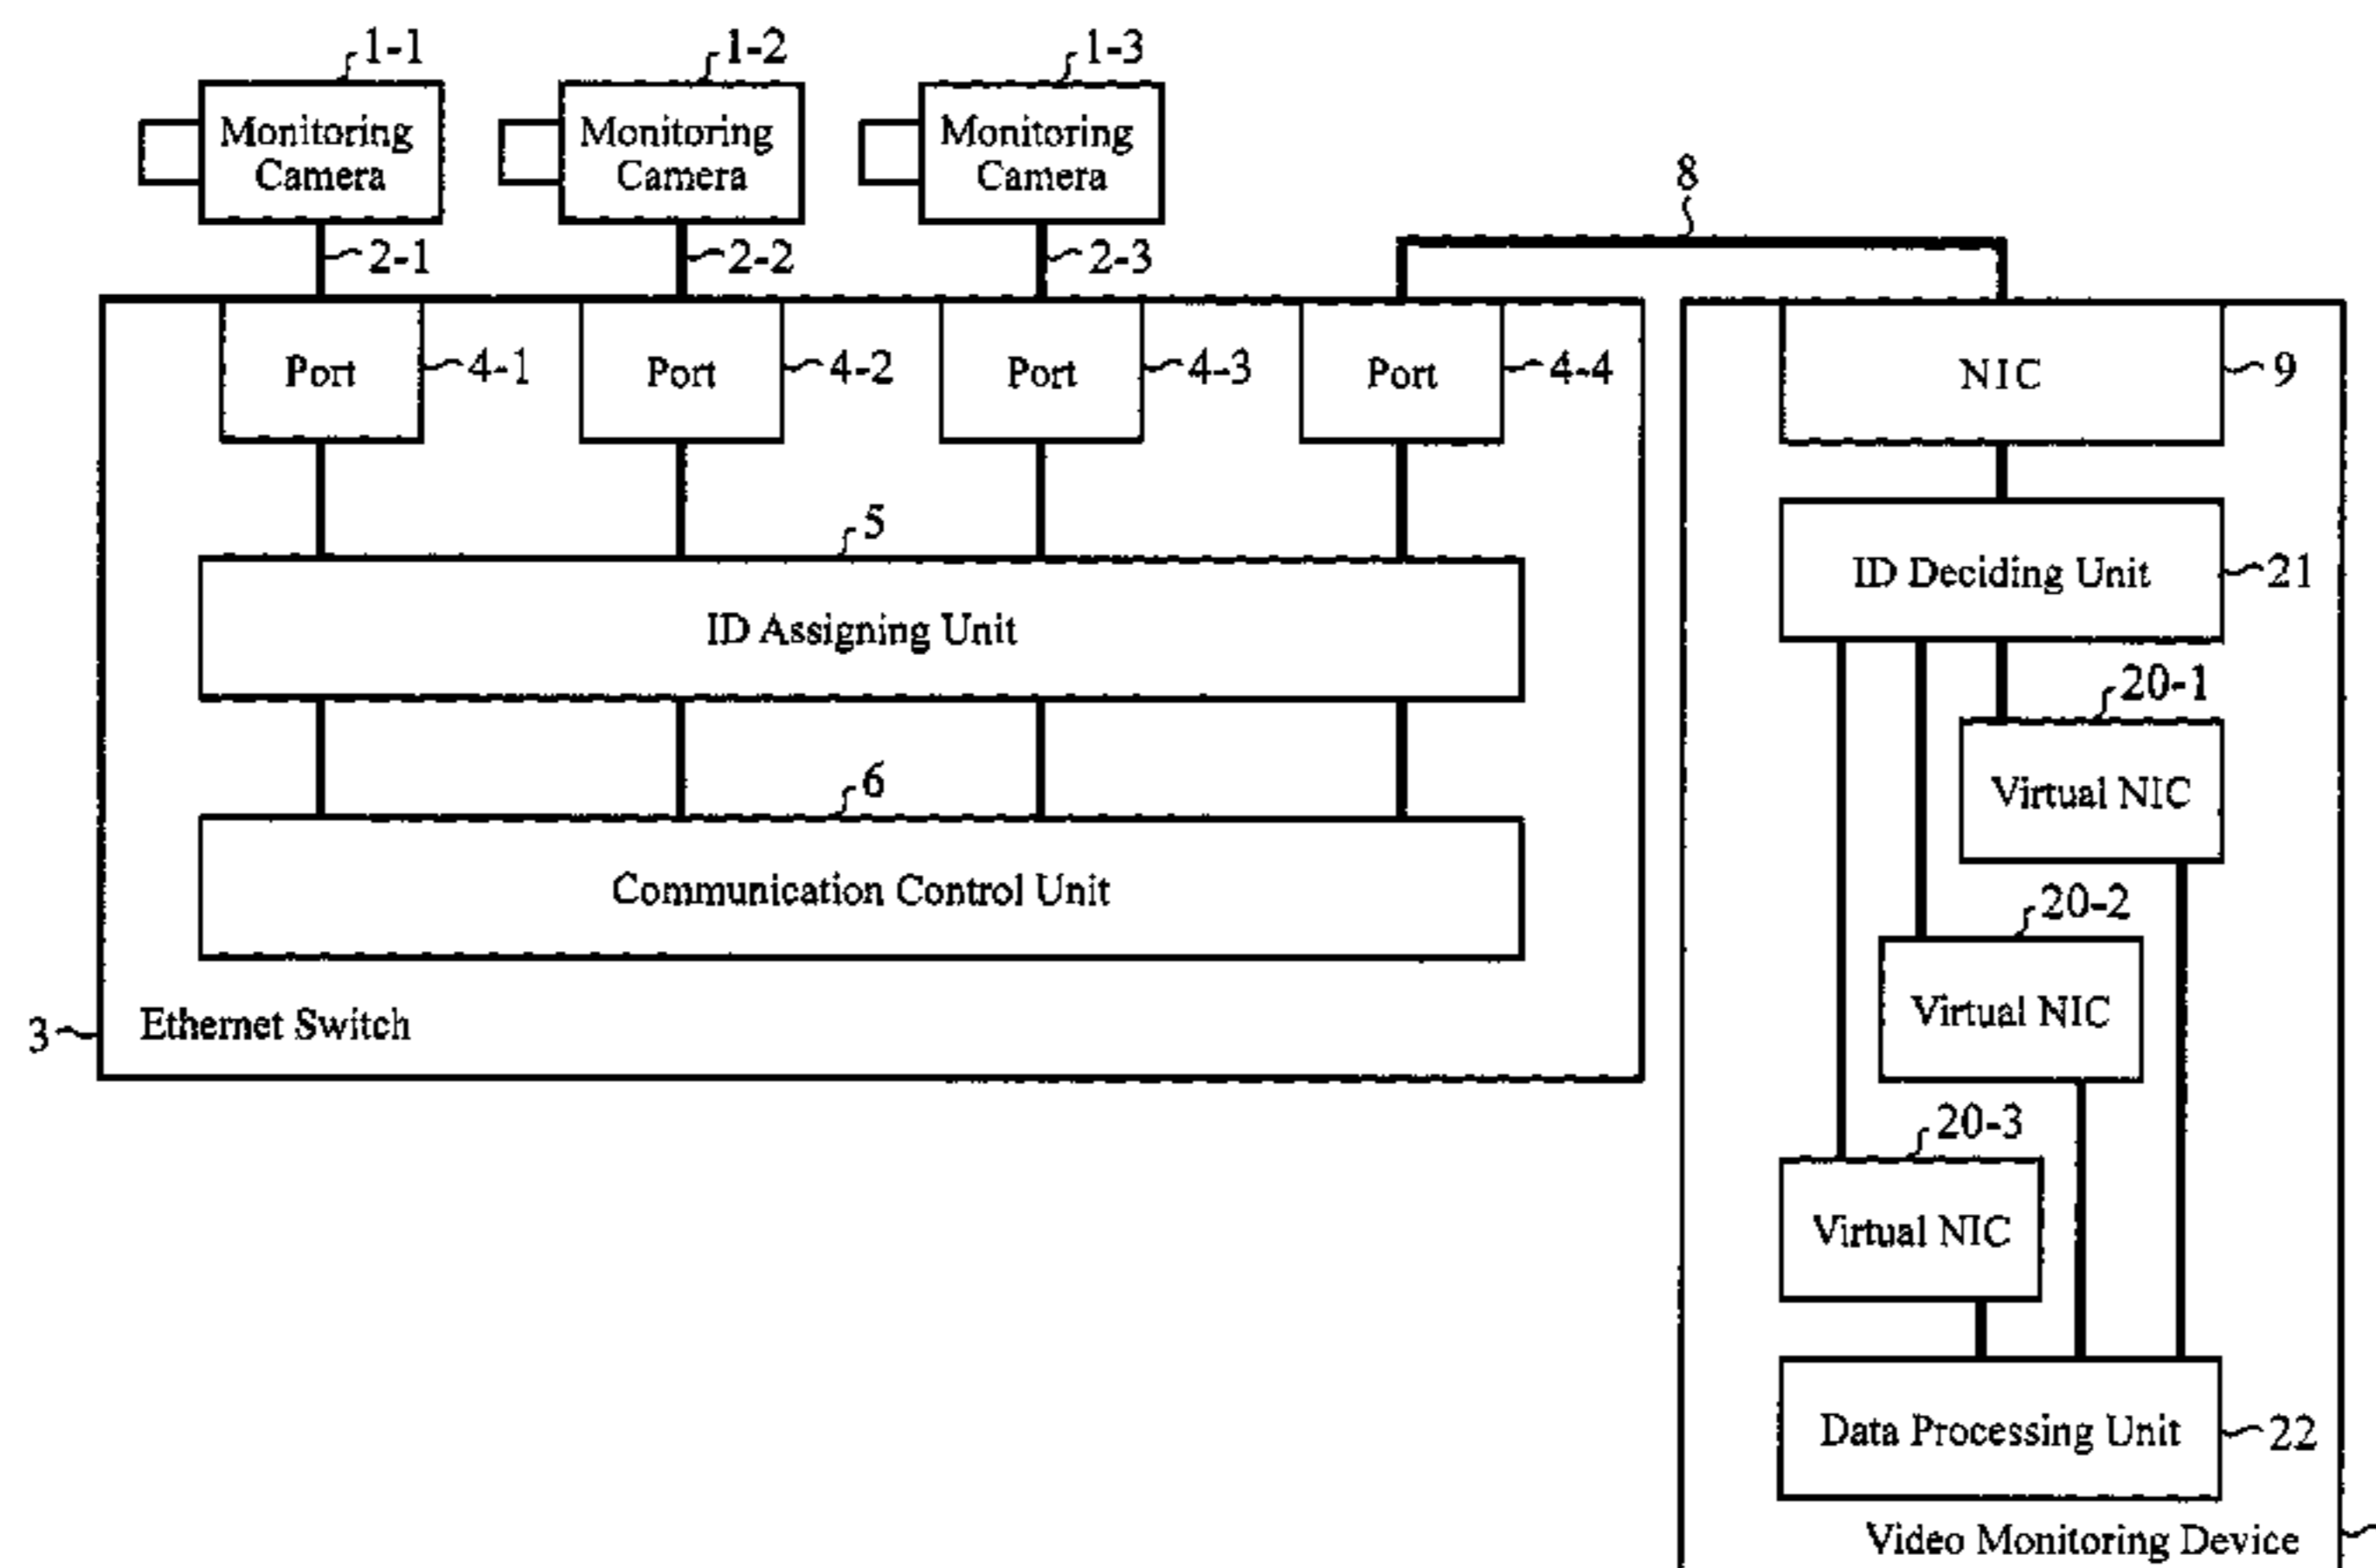 1-1
1-2
1-3
Monitoring
Camera
Monitoring
Camera
Monitoring
Camera
8
2-1
2-2
2-3
Port
4-1
Port
4-2
Port
4-3
Port
4-4
NIC
9
5
ID Assigning Unit
ID Deciding Unit
21
20-1
Virtual NIC
6
Communication Control Unit
20-2
Virtual NIC
3
Ethernet Switch
20-3
Virtual NIC
Data Processing Unit
22
Video Monitoring Device